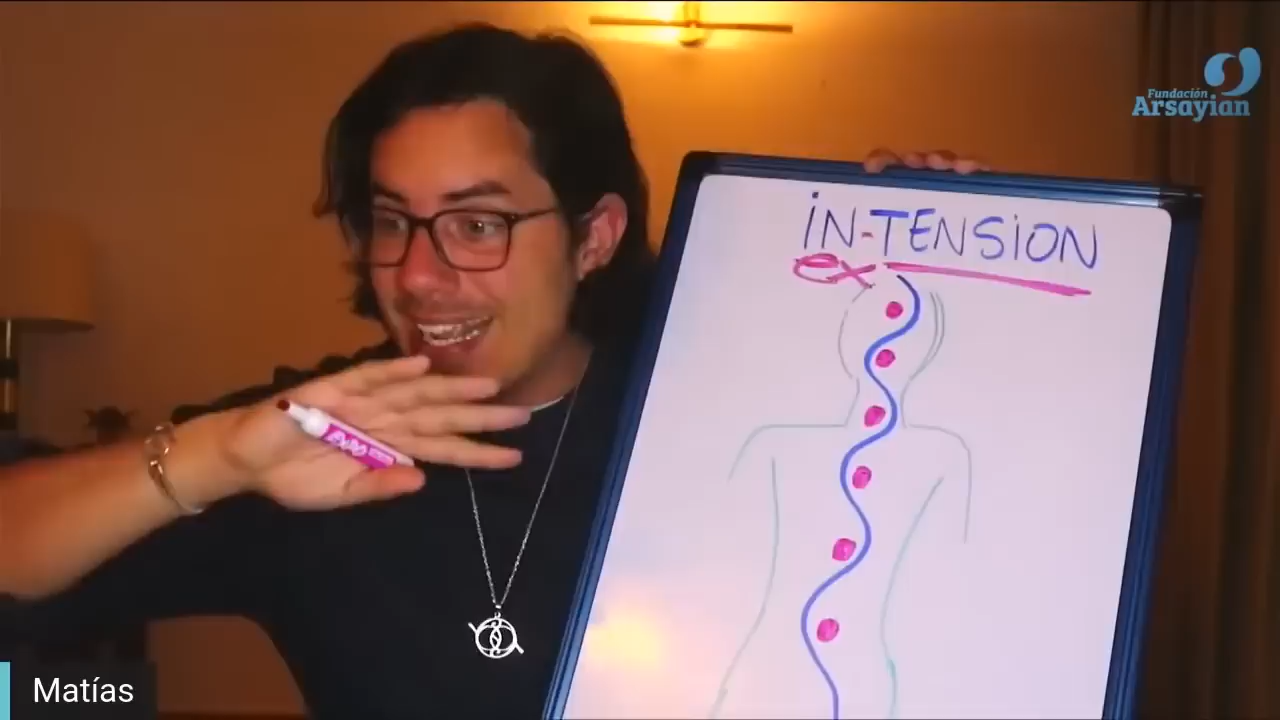 Fundación
Arsayian
iN-TENSiON
ex
EXPO
Matías